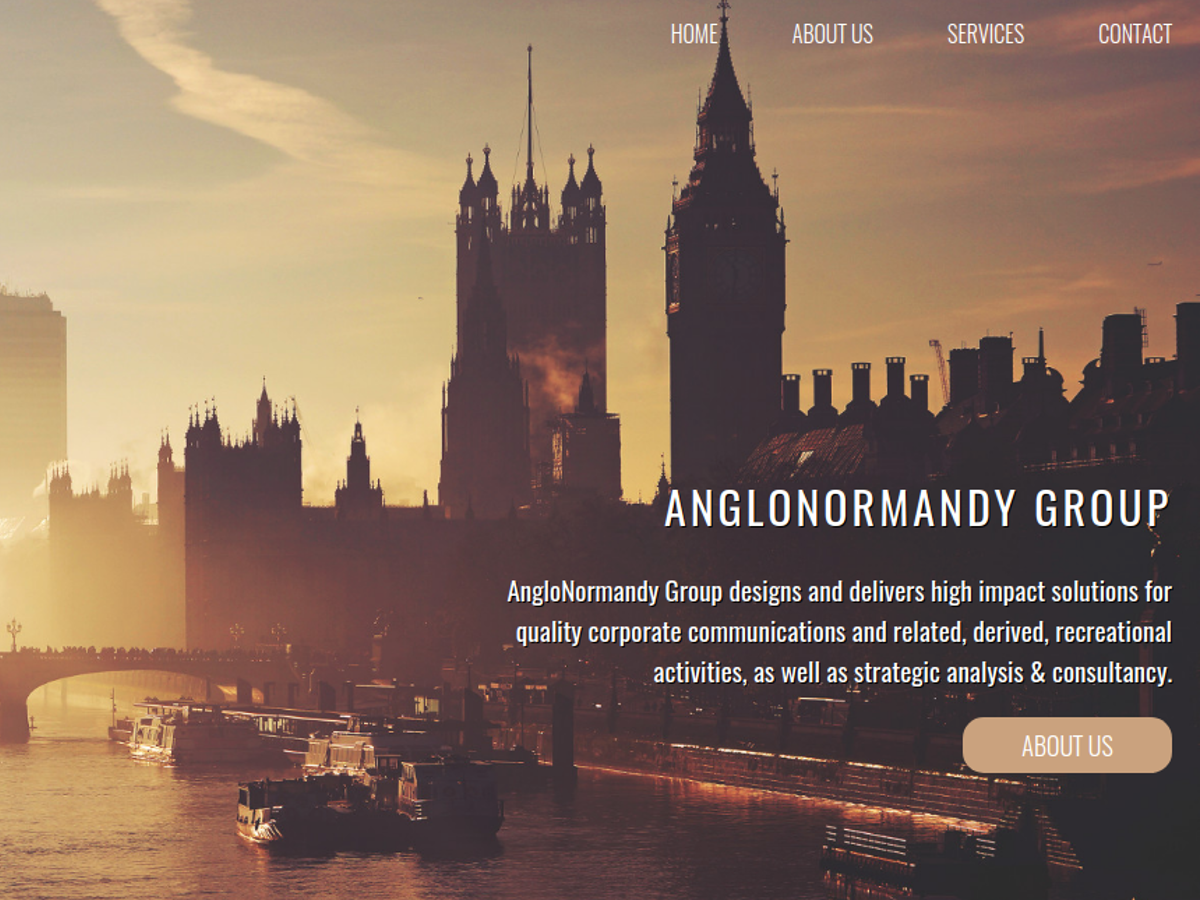 HOME ABOUT US SERVICES CONTACT
ANGLONORMANDY GROUP
AngloNormandy Group designs and delivers high impact solutions for
quality corporate communications and related, derived, recreational
activities, as well as strategic analysis & consultancy.
ABOUT US